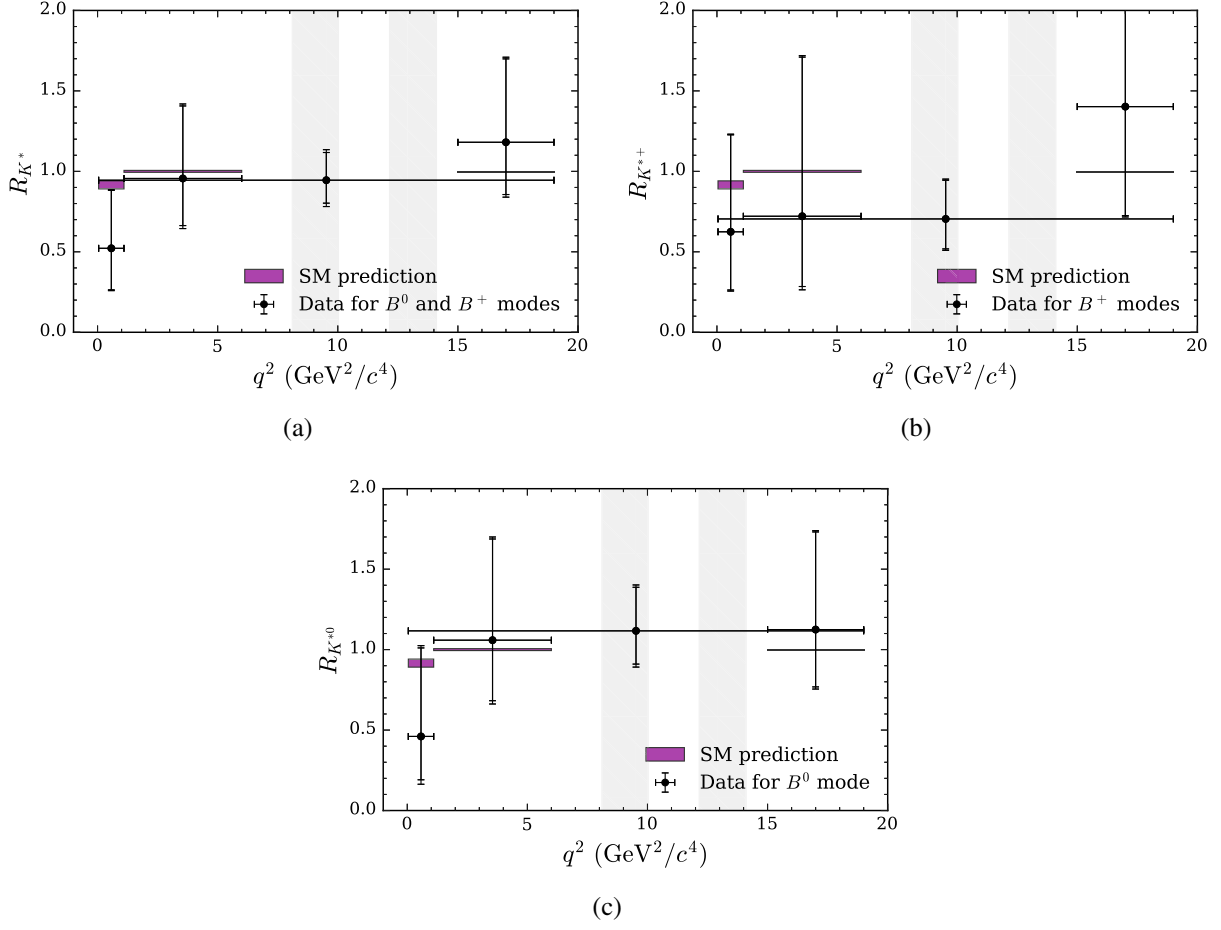 2.0
1.5
1.0
0.5
0.0
R_{K^*}
SM prediction
Data for B^0 and B^+ modes
0 5 10 15 20
q^2 (GeV^2/c^4)
(a)
2.0
1.5
1.0
0.5
0.0
R_{K^{*+}}
SM prediction
Data for B^+ modes
0 5 10 15 20
q^2 (GeV^2/c^4)
(b)
2.0
1.5
1.0
0.5
0.0
R_{K^{*0}}
SM prediction
Data for B^0 mode
0 5 10 15 20
q^2 (GeV^2/c^4)
(c)